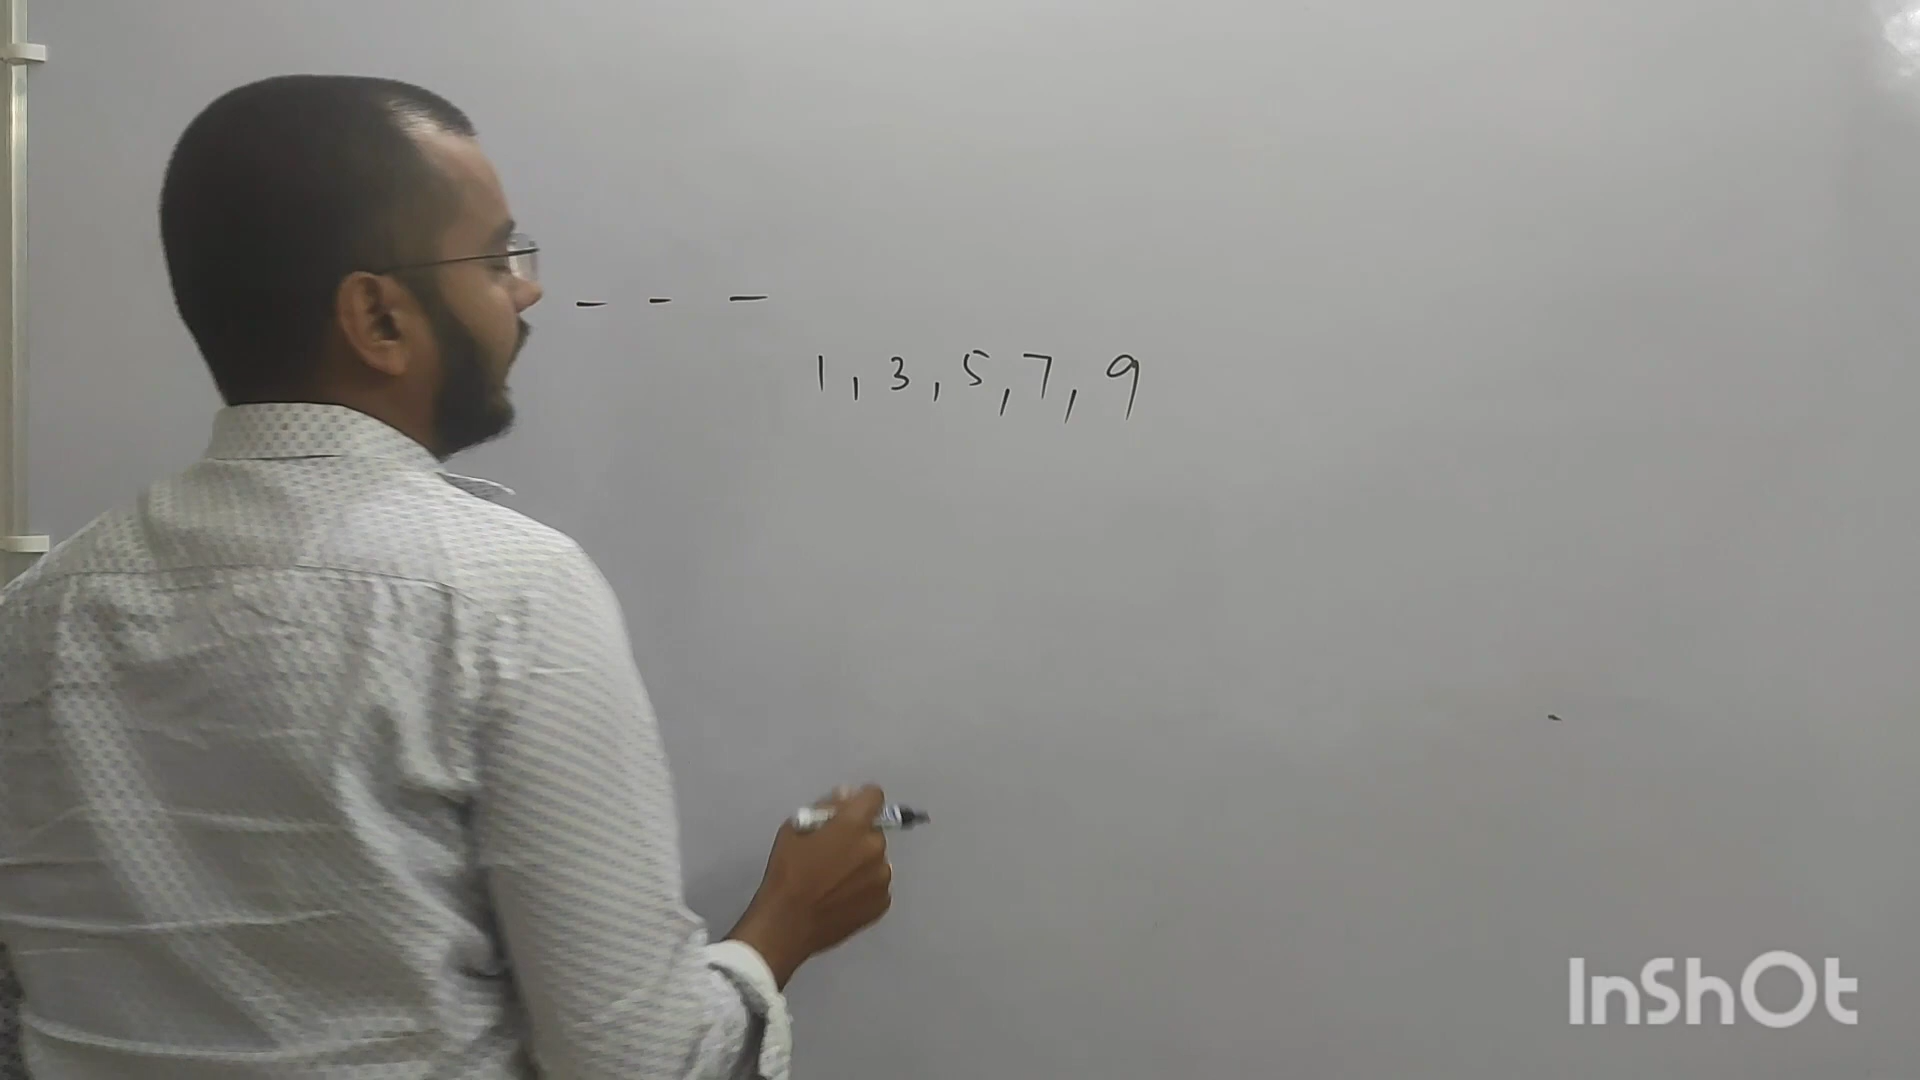 - - -
1, 3, 5, 7, 9
InShOt